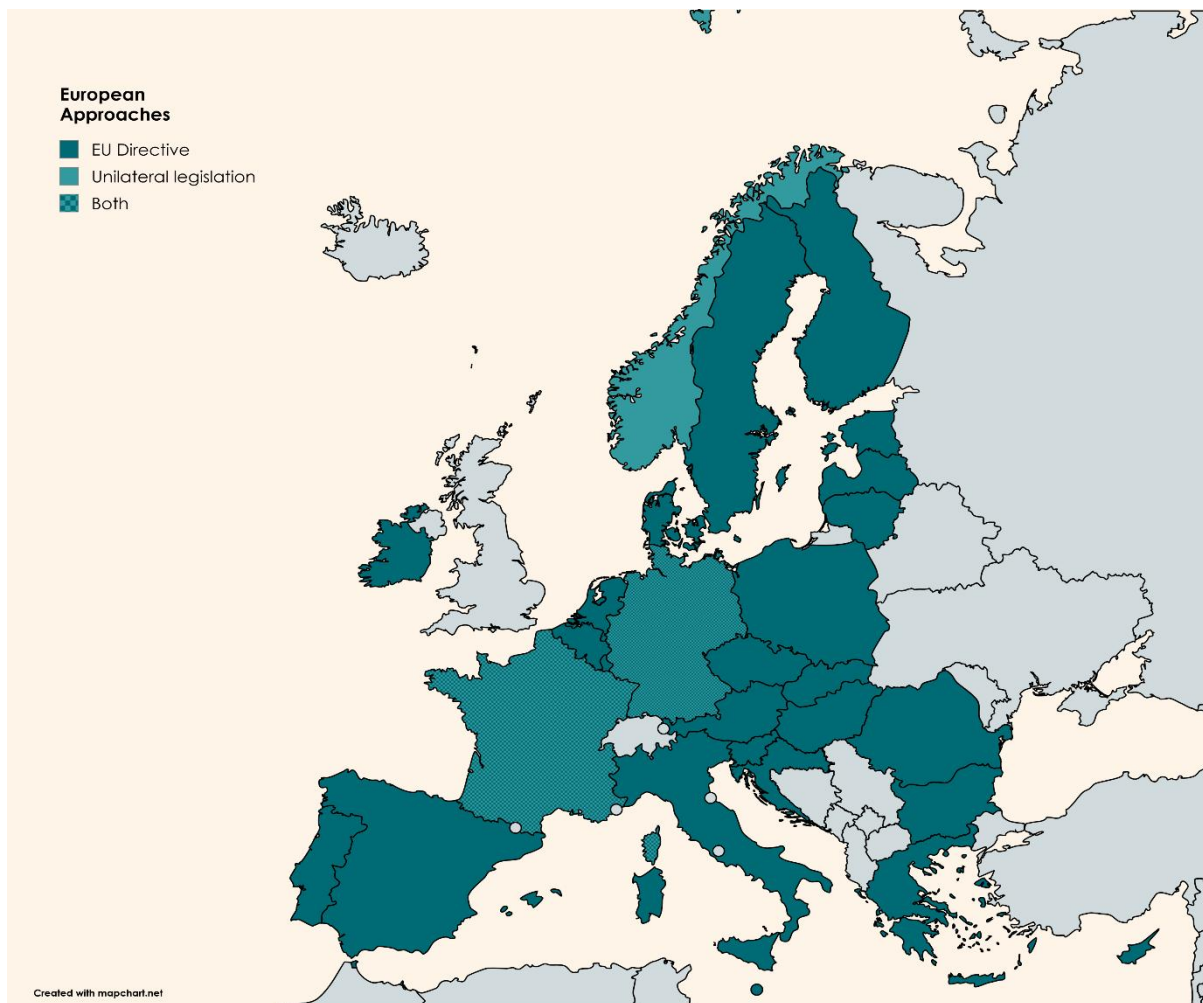 European
Approaches
EU Directive
Unilateral legislation
Both
Created with mapchart.net